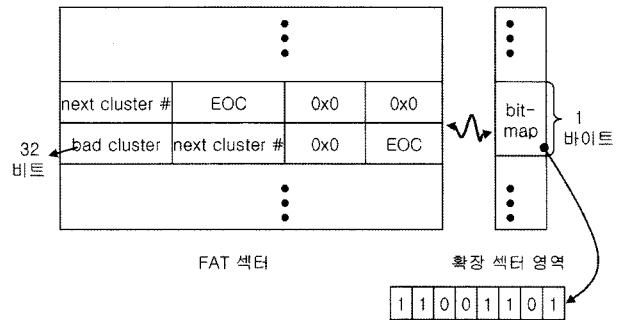 next cluster # EOC 0x0 0x0
bad cluster next cluster # 0x0 EOC
32
비트
bit-
map
1
바이트
FAT 섹터
확장 섹터 영역
1 1 0 0 1 1 0 1